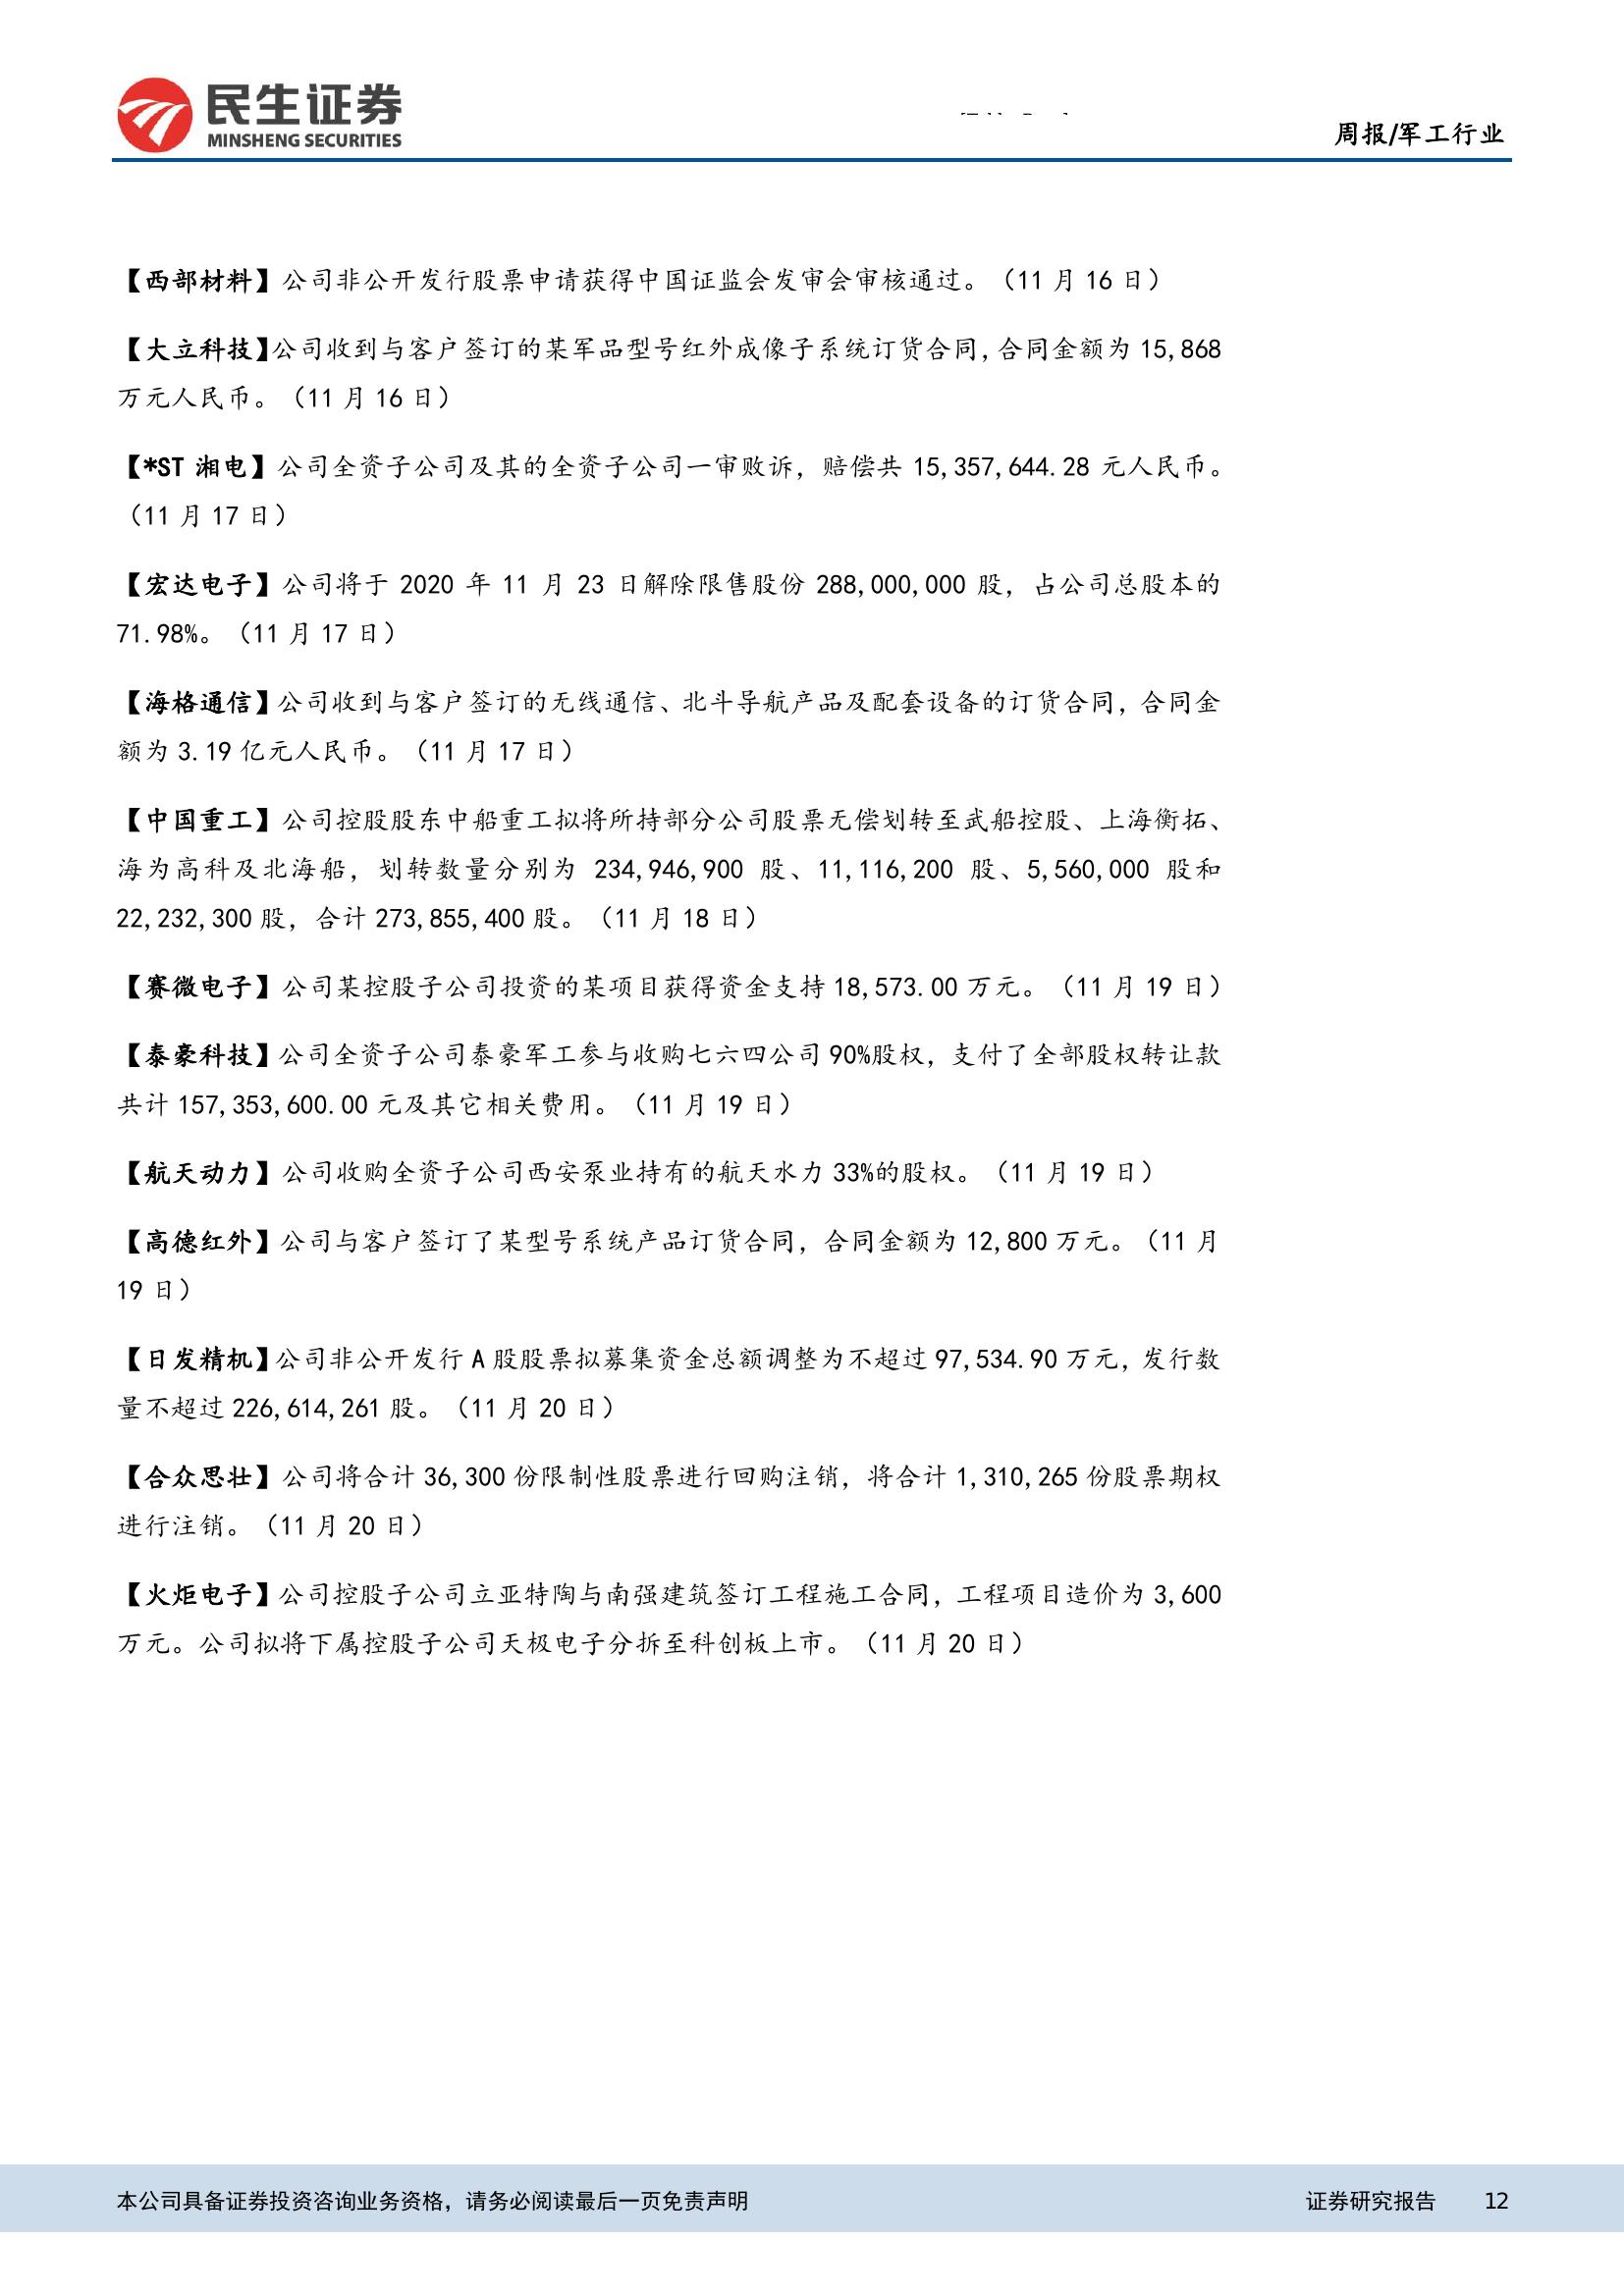 民生证券
MINSHENG SECURITIES
周报/军工行业
【西部材料】公司非公开发行股票申请获得中国证监会发审会审核通过。（11 月 16 日）
【大立科技】公司收到与客户签订的某军品型号红外成像子系统订货合同，合同金额为 15,868
万元人民币。（11 月 16 日）
【*ST 湘电】公司全资子公司及其的全资子公司一审败诉，赔偿共 15,357,644.28 元人民币。
（11 月 17 日）
【宏达电子】公司将于 2020 年 11 月 23 日解除限售股份 288,000,000 股，占公司总股本的
71.98%。（11 月 17 日）
【海格通信】公司收到与客户签订的无线通信、北斗导航产品及配套设备的订货合同，合同金
额为 3.19 亿元人民币。（11 月 17 日）
【中国重工】公司控股股东中船重工拟将所持部分公司股票无偿划转至武船控股、上海衡拓、
海为高科及北海船，划转数量分别为 234,946,900 股、11,116,200 股、5,560,000 股和
22,232,300 股，合计 273,855,400 股。（11 月 18 日）
【赛微电子】公司某控股子公司投资的某项目获得资金支持 18,573.00 万元。（11 月 19 日）
【泰豪科技】公司全资子公司泰豪军工参与收购七六四公司 90%股权，支付了全部股权转让款
共计 157,353,600.00 元及其它相关费用。（11 月 19 日）
【航天动力】公司收购全资子公司西安泵业持有的航天水力 33%的股权。（11 月 19 日）
【高德红外】公司与客户签订了某型号系统产品订货合同，合同金额为 12,800 万元。（11 月
19 日）
【日发精机】公司非公开发行 A 股股票拟募集资金总额调整为不超过 97,534.90 万元，发行数
量不超过 226,614,261 股。（11 月 20 日）
【合众思壮】公司将合计 36,300 份限制性股票进行回购注销，将合计 1,310,265 份股票期权
进行注销。（11 月 20 日）
【火炬电子】公司控股子公司立亚特陶与南强建筑签订工程施工合同，工程项目造价为 3,600
万元。公司拟将下属控股子公司天极电子分拆至科创板上市。（11 月 20 日）
本公司具备证券投资咨询业务资格，请务必阅读最后一页免责声明
证券研究报告 12